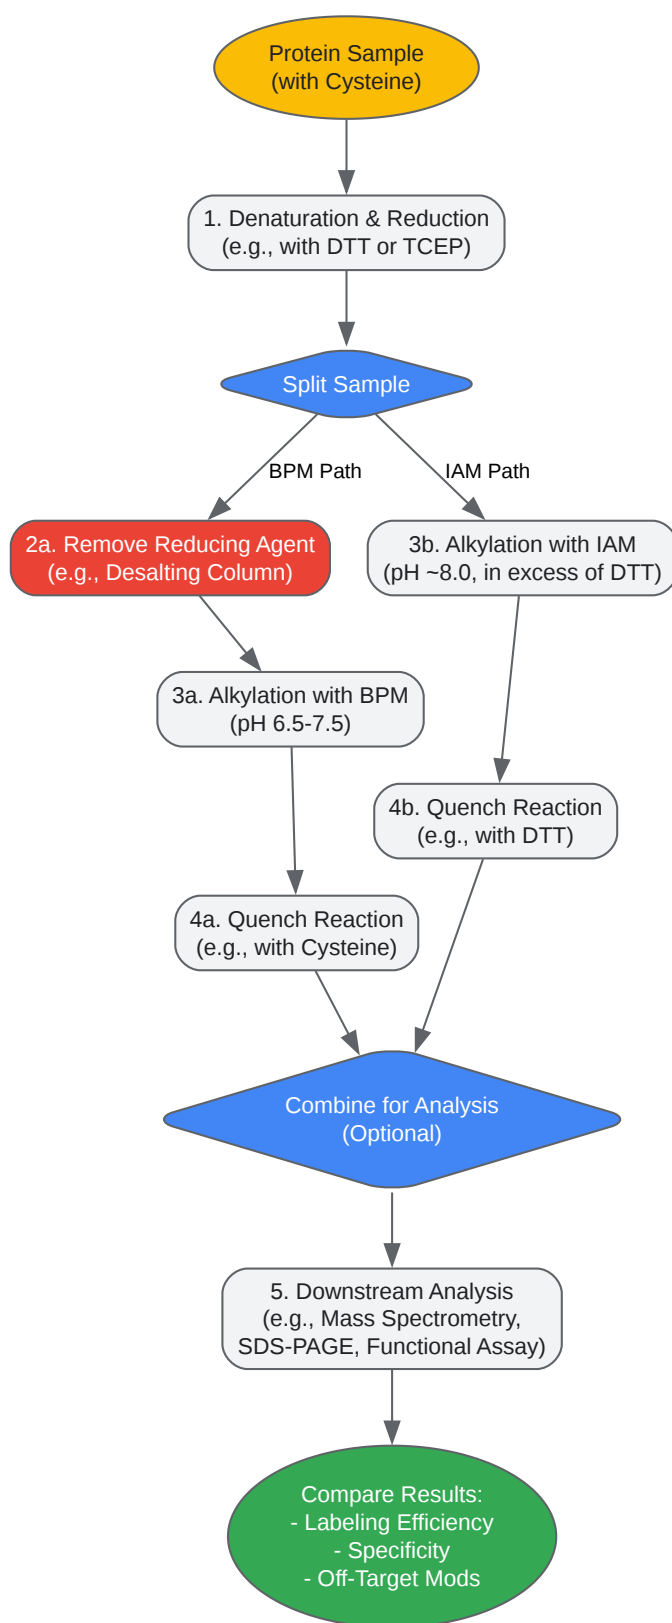 Protein Sample
(with Cysteine)
1. Denaturation & Reduction
(e.g., with DTT or TCEP)
Split Sample
BPM Path
IAM Path
2a. Remove Reducing Agent
(e.g., Desalting Column)
3b. Alkylation with IAM
(pH ~8.0, in excess of DTT)
3a. Alkylation with BPM
(pH 6.5-7.5)
4b. Quench Reaction
(e.g., with DTT)
4a. Quench Reaction
(e.g., with Cysteine)
Combine for Analysis
(Optional)
5. Downstream Analysis
(e.g., Mass Spectrometry,
SDS-PAGE, Functional Assay)
Compare Results:
- Labeling Efficiency
- Specificity
- Off-Target Mods